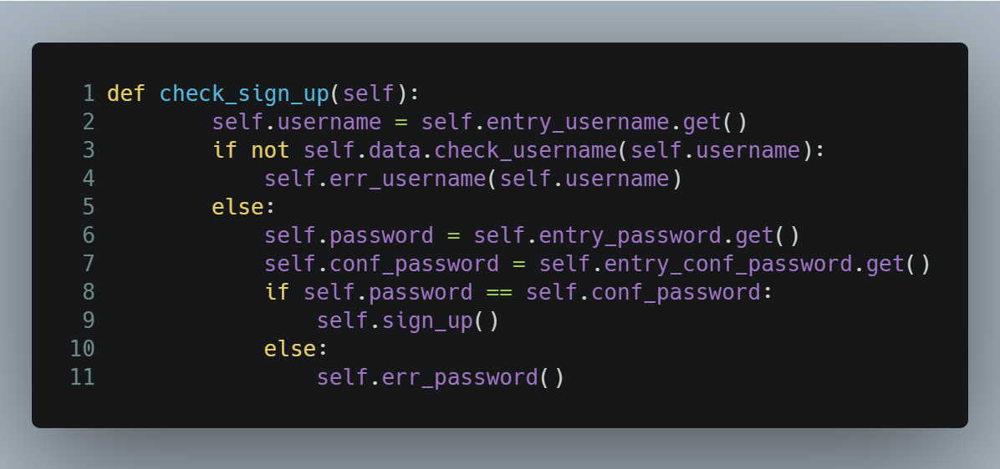 1 def check_sign_up(self):
2         self.username = self.entry_username.get()
3         if not self.data.check_username(self.username):
4             self.err_username(self.username)
5         else:
6             self.password = self.entry_password.get()
7             self.conf_password = self.entry_conf_password.get()
8             if self.password == self.conf_password:
9                 self.sign_up()
10             else:
11                 self.err_password()